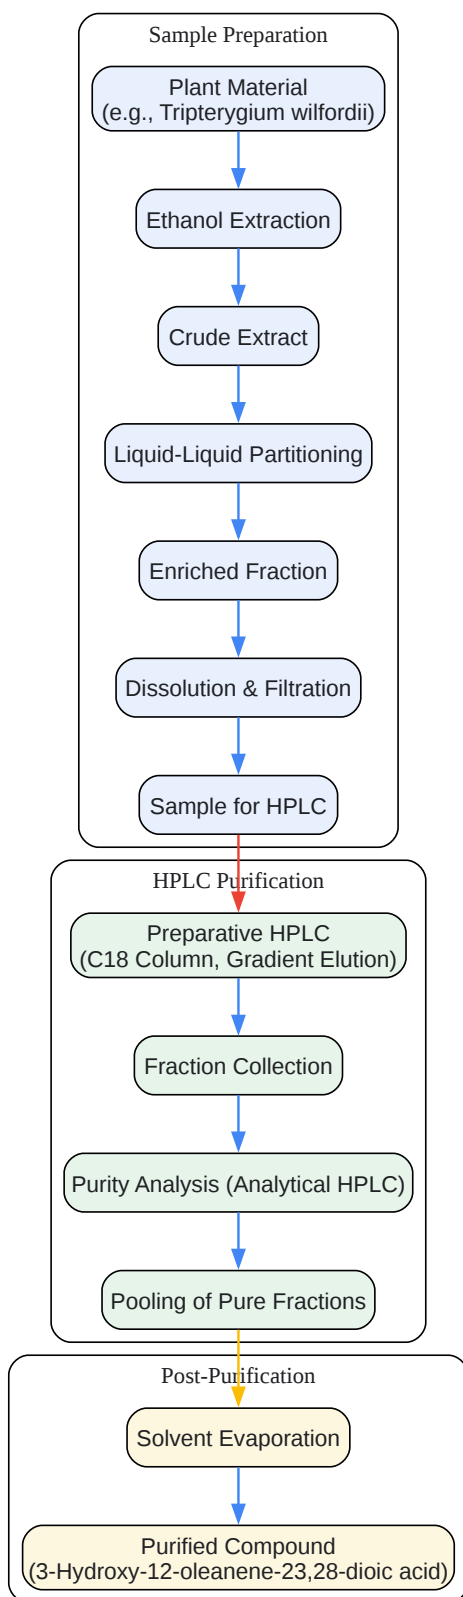 Sample Preparation
Plant Material
(e.g., Tripterygium wilfordii)
Ethanol Extraction
Crude Extract
Liquid-Liquid Partitioning
Enriched Fraction
Dissolution & Filtration
Sample for HPLC
HPLC Purification
Preparative HPLC
(C18 Column, Gradient Elution)
Fraction Collection
Purity Analysis (Analytical HPLC)
Pooling of Pure Fractions
Post-Purification
Solvent Evaporation
Purified Compound
(3-Hydroxy-12-oleanene-23,28-dioic acid)